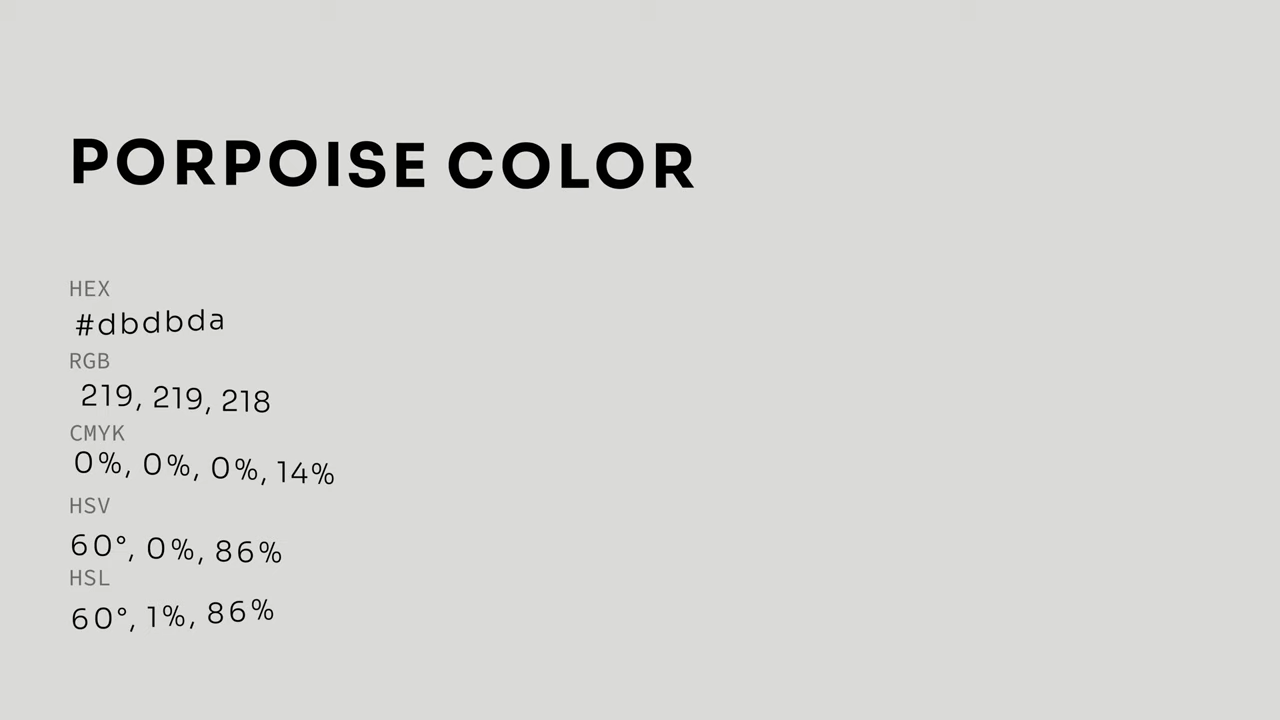 PORPOISE COLOR
HEX
#dbdbda
RGB
219, 219, 218
CMYK
0%, 0%, 0%, 14%
HSV
60°, 0%, 86%
HSL
60°, 1%, 86%